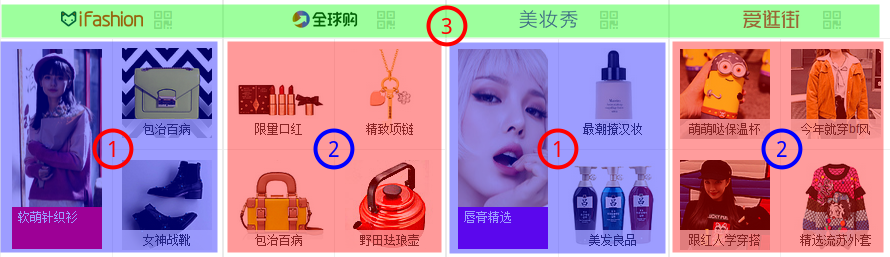 iFashion
全球购
美妆秀
爱逛街
3
包治百病
软萌针织衫
女神战靴
1
限量口红
精致项链
包治百病
野田珐琅壶
2
最潮撞汉妆
唇膏精选
美发良品
1
萌萌哒保温杯
今年就穿bf风
跟红人学穿搭
精选流苏外套
2